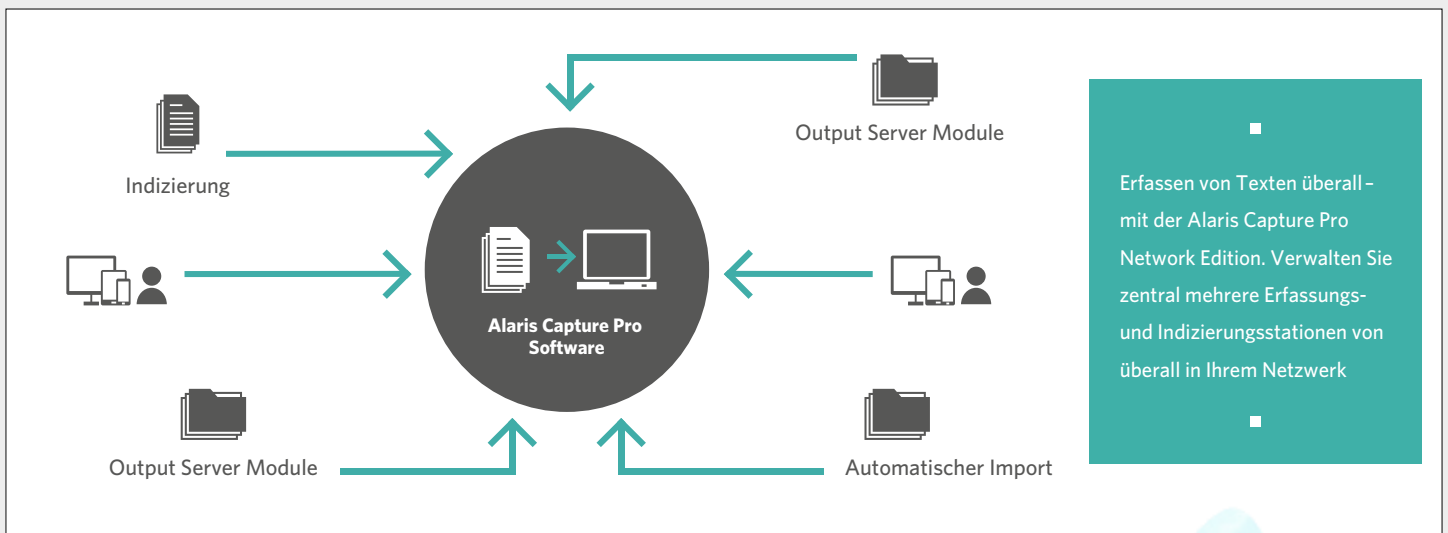 Output Server Module
Indizierung
Alaris Capture Pro
Software
Output Server Module
Automatischer Import
Erfassen von Texten überall –
mit der Alaris Capture Pro
Network Edition. Verwalten Sie
zentral mehrere Erfassungs-
und Indizierungsstationen von
überall in Ihrem Netzwerk